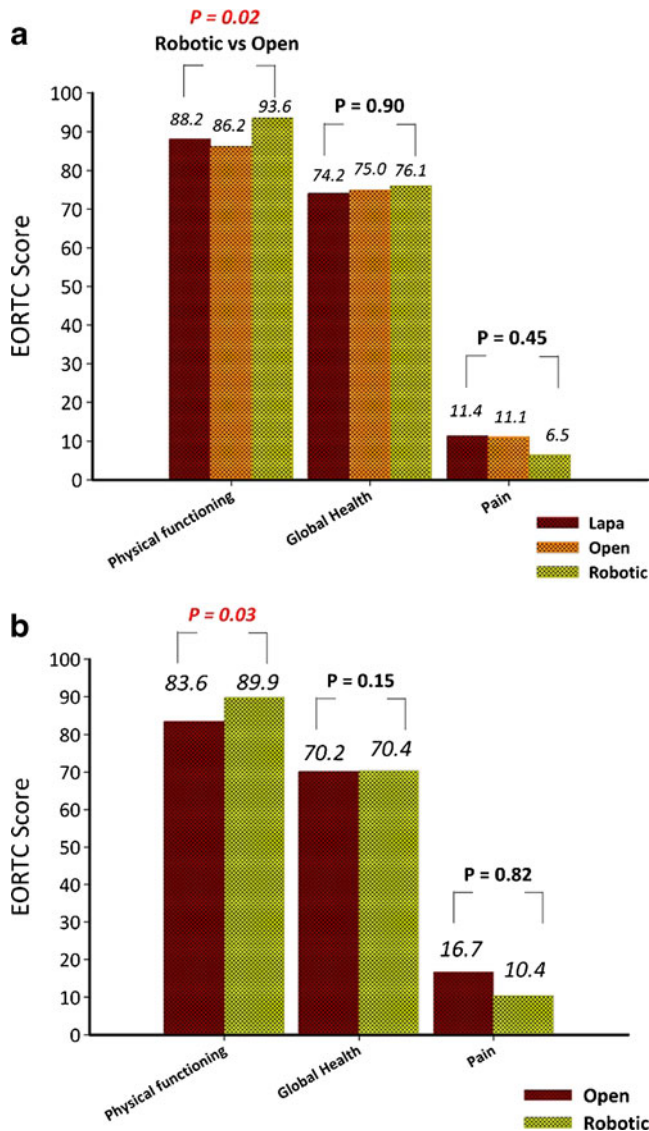 a
P = 0.02
Robotic vs Open
EORTC Score
100
90
80
70
60
50
40
30
20
10
0
88.2
86.2
93.6
P = 0.90
74.2
75.0
76.1
P = 0.45
11.4
11.1
6.5
Physical functioning
Global Health
Pain
Lapa
Open
Robotic
b
P = 0.03
EORTC Score
100
90
80
70
60
50
40
30
20
10
0
83.6
89.9
P = 0.15
70.2
70.4
P = 0.82
16.7
10.4
Physical functioning
Global Health
Pain
Open
Robotic